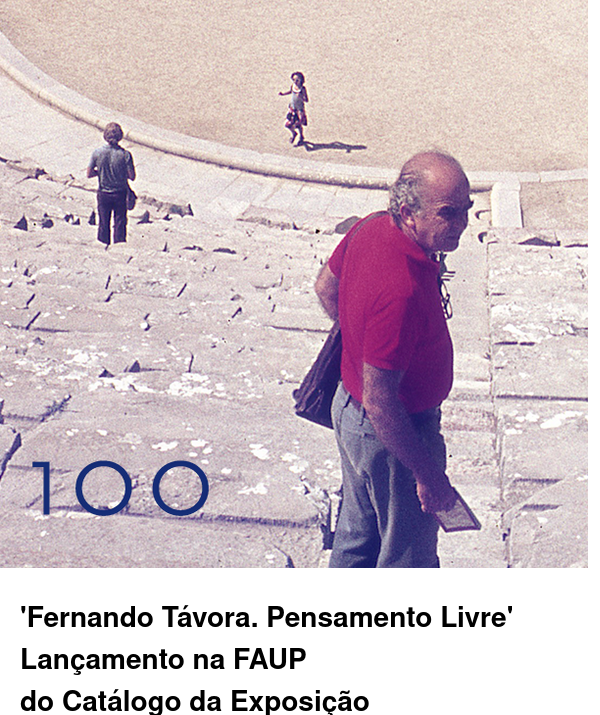 100
'Fernando Távora. Pensamento Livre'
Lançamento na FAUP
do Catálogo da Exposição